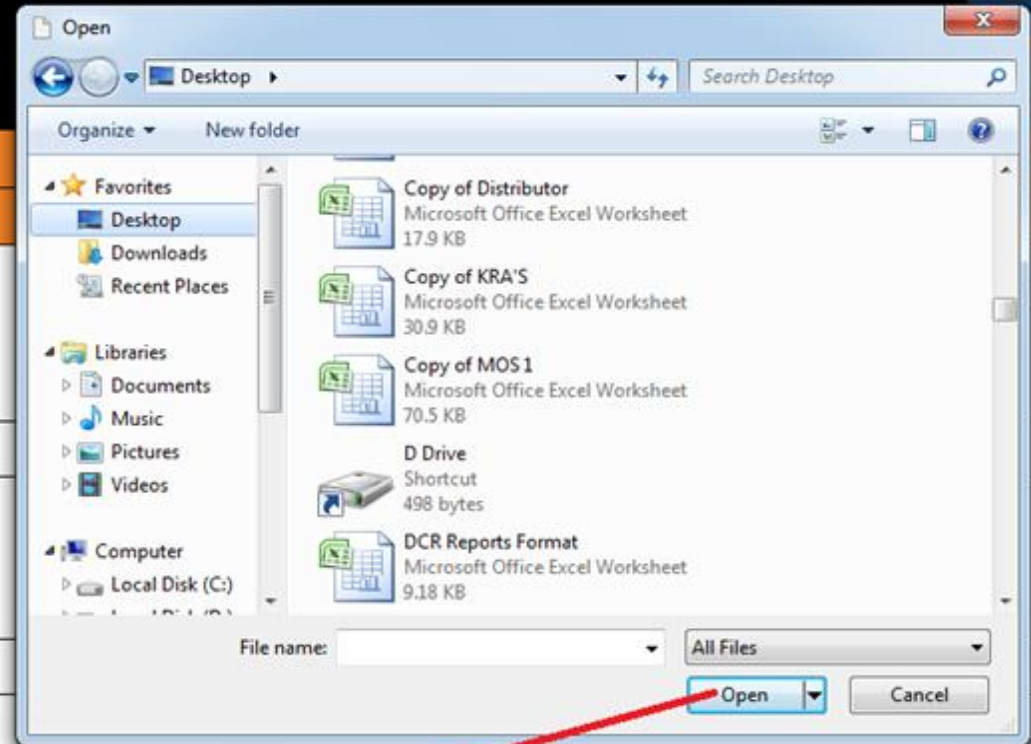 Open
Desktop
Search Desktop
Organize
New folder
Favorites
Desktop
Downloads
Recent Places
Libraries
Documents
Music
Pictures
Videos
Computer
Local Disk (C:)
Copy of Distributor
Microsoft Office Excel Worksheet
17.9 KB
Copy of KRA'S
Microsoft Office Excel Worksheet
30.9 KB
Copy of MOS1
Microsoft Office Excel Worksheet
70.5 KB
D Drive
Shortcut
498 bytes
DCR Reports Format
Microsoft Office Excel Worksheet
9.18 KB
File name:
All Files
Open
Cancel